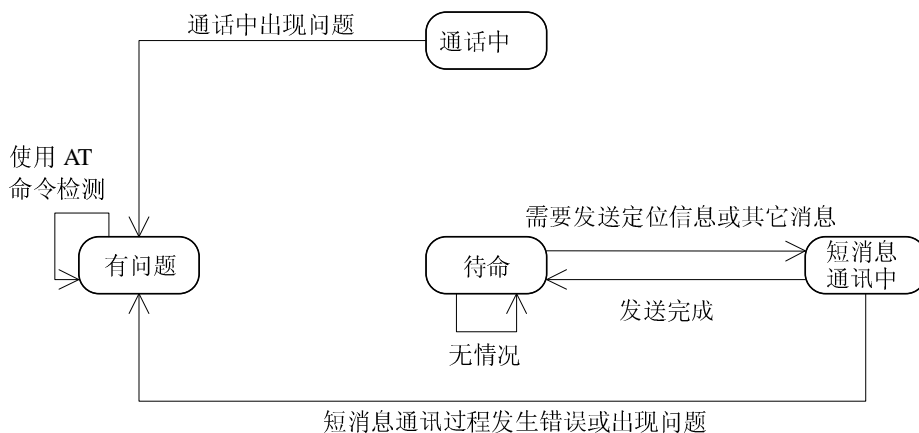 通话中出现问题
通话中
使用 AT
命令检测
需要发送定位信息或其它消息
有问题
待命
短消息
通讯中
发送完成
无情况
短消息通讯过程发生错误或出现问题